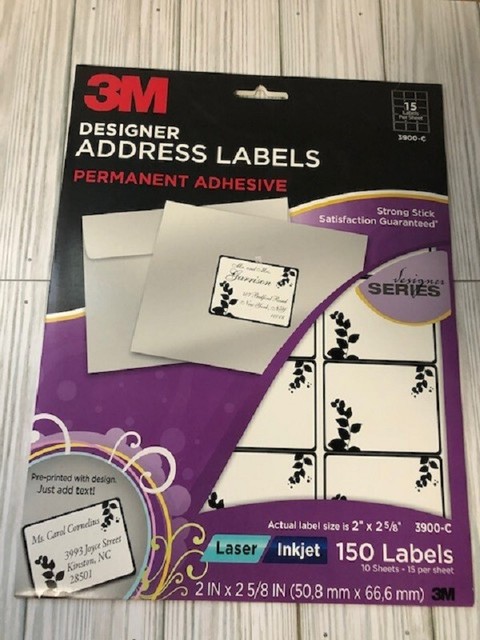 3M
DESIGNER
ADDRESS LABELS
PERMANENT ADHESIVE
15
Labels
Per Sheet
3900-C
Strong Stick
Satisfaction Guaranteed*
designer
SERIES
Mr. and Mrs.
Garrison
New York, NY
Pre-printed with design.
Just add text!
Ms. Carol Cornelius
3993 Joyce Street
Kinston, NC
28501
Actual label size is 2" x 2 5/8" 3900-C
Laser Inkjet 150 Labels
10 Sheets - 15 per sheet
2 IN x 2 5/8 IN (50,8 mm x 66,6 mm) 3M